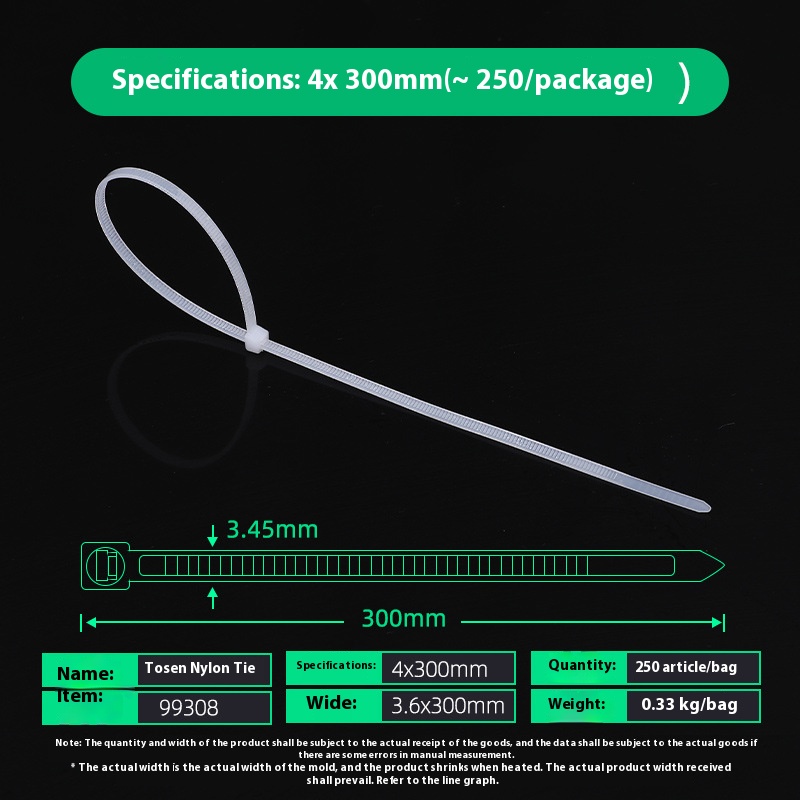 Specifications: 4x 300mm(~ 250/package) )
3.45mm
300mm
Name: Tosen Nylon Tie
Specifications: 4x300mm
Quantity: 250 article/bag
Item: 99308
Wide: 3.6x300mm
Weight: 0.33 kg/bag
Note: The quantity and width of the product shall be subject to the actual receipt of the goods, and the data shall be subject to the actual goods if
there are some errors in manual measurement.
* The actual width is the actual width of the mold, and the product shrinks when heated. The actual product width received
shall prevail. Refer to the line graph.